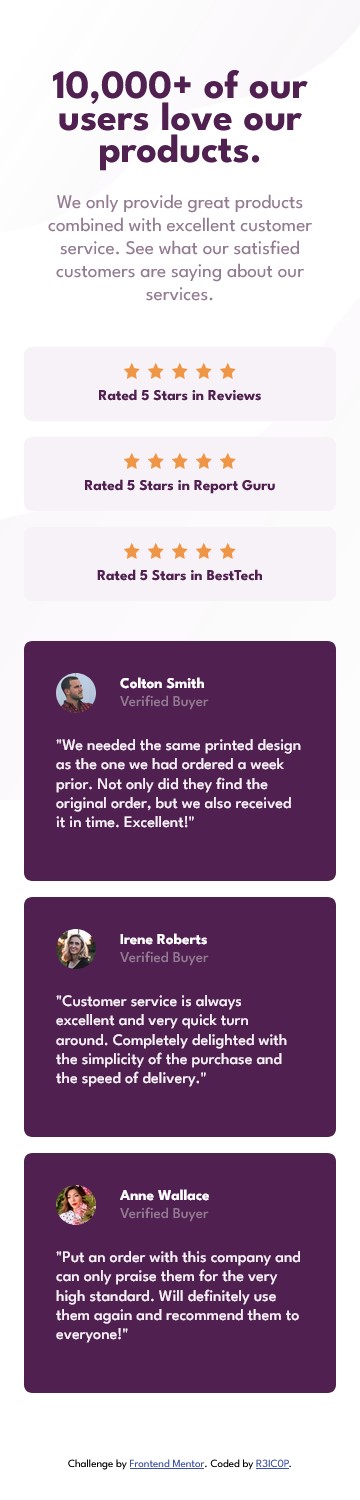 10,000+ of our
users love our
products.
We only provide great products
combined with excellent customer
service. See what our satisfied
customers are saying about our
services.
Rated 5 Stars in Reviews
Rated 5 Stars in Report Guru
Rated 5 Stars in BestTech
Colton Smith
Verified Buyer
"We needed the same printed design
as the one we had ordered a week
prior. Not only did they find the
original order, but we also received
it in time. Excellent!"
Irene Roberts
Verified Buyer
"Customer service is always
excellent and very quick turn
around. Completely delighted with
the simplicity of the purchase and
the speed of delivery."
Anne Wallace
Verified Buyer
"Put an order with this company and
can only praise them for the very
high standard. Will definitely use
them again and recommend them to
everyone!"
Challenge by Frontend Mentor. Coded by R3IC0P.